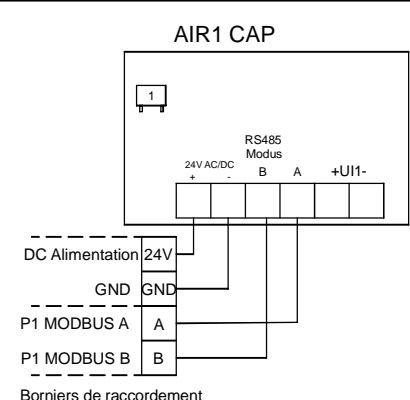 AIR1 CAP
1
RS485
Modus
24V AC/DC
+ - B A +UI1-
DC Alimentation 24V
GND GND
P1 MODBUS A A
P1 MODBUS B B
Borniers de raccordement